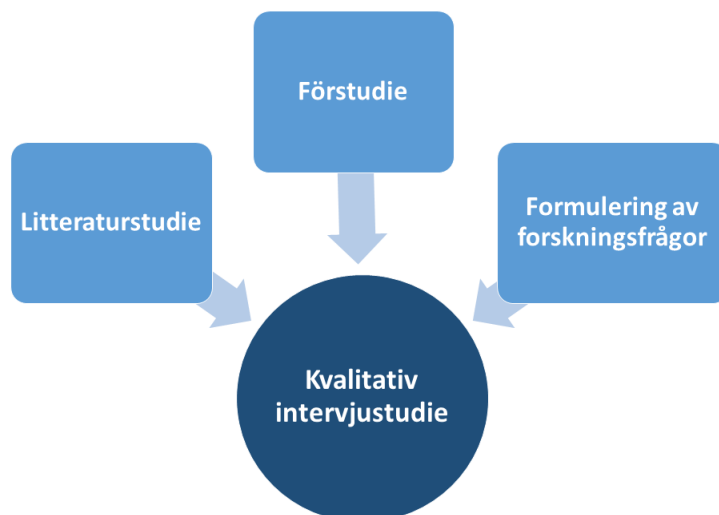 Förstudie
Litteraturstudie
Formulering av
forskningsfrågor
Kvalitativ
intervjustudie